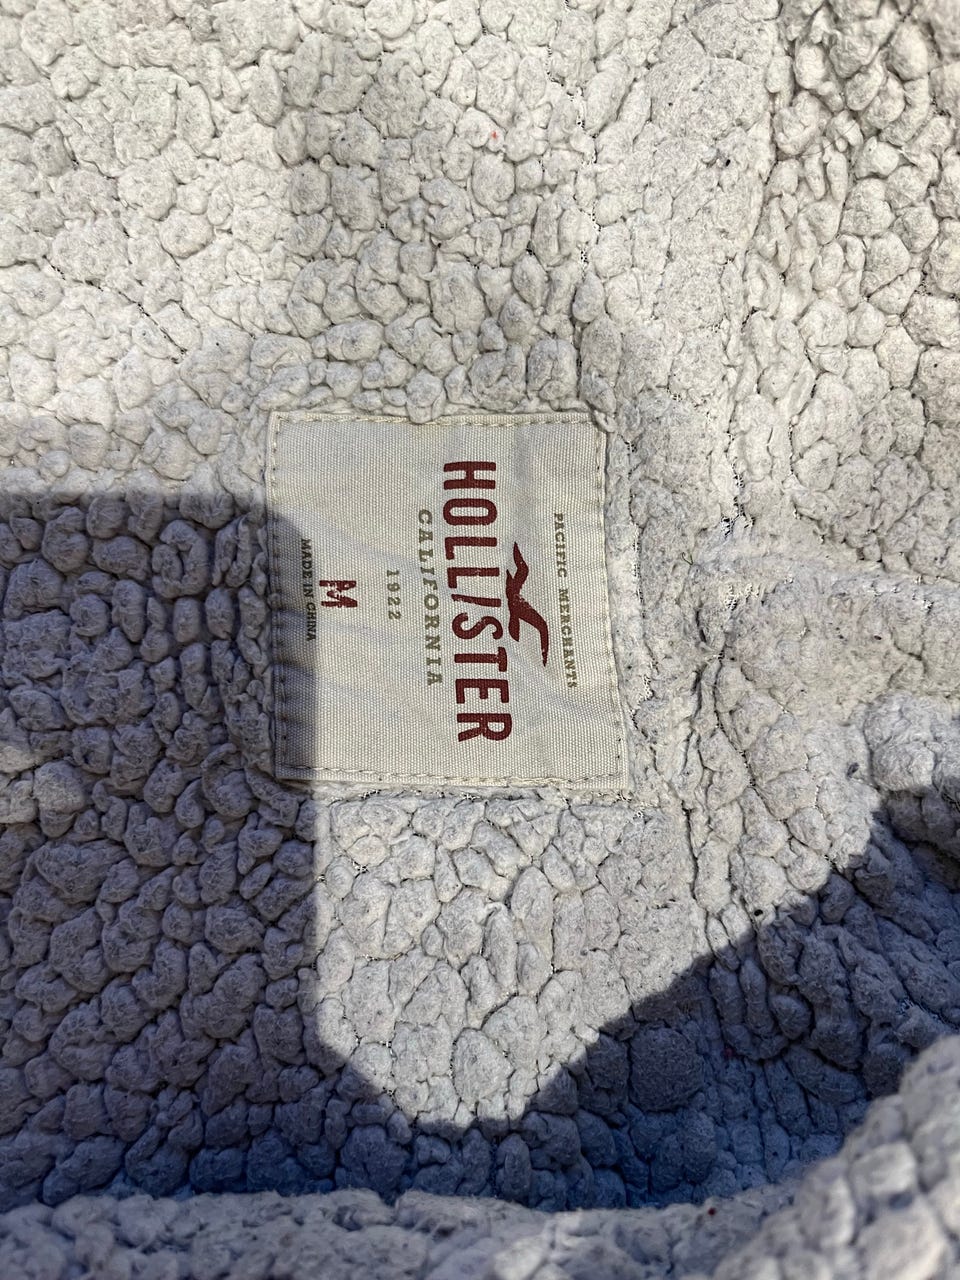 PACIFIC MERCHANTS
HOLLISTER
CALIFORNIA
1922
M
MADE IN CHINA